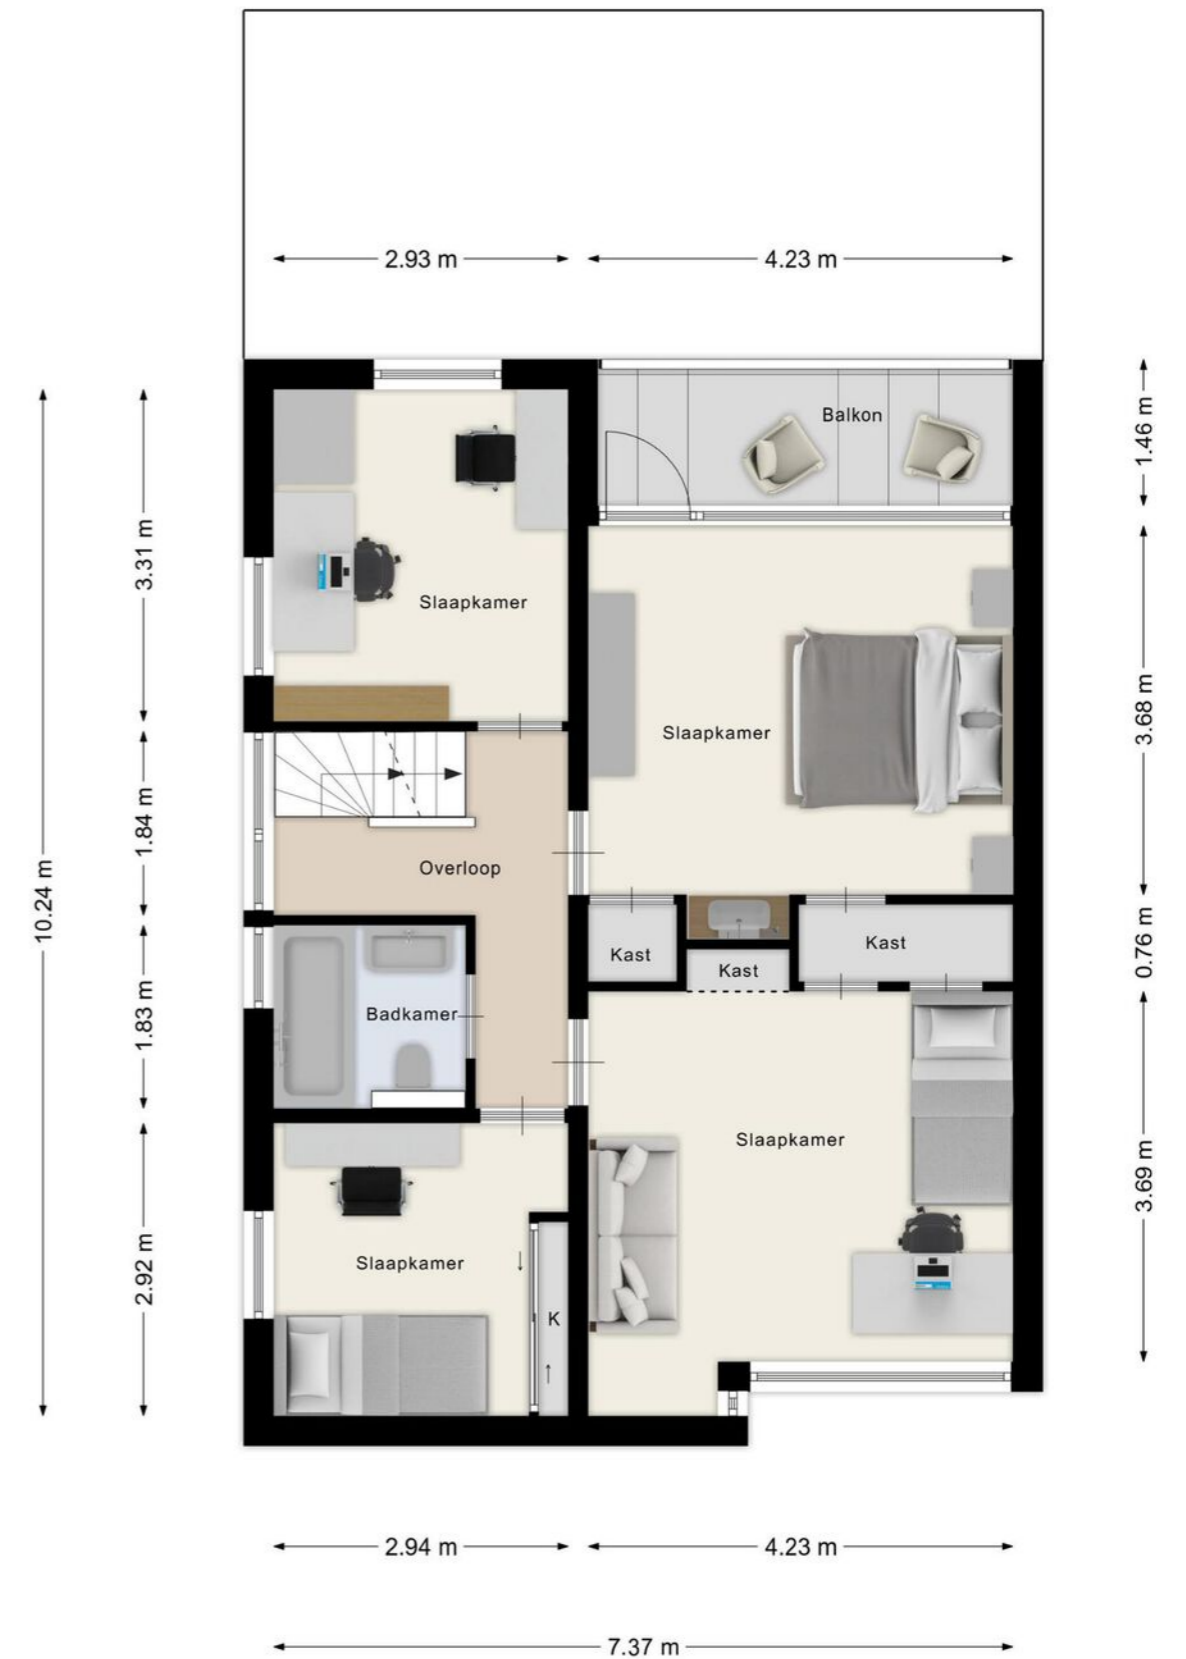 2.93 m
4.23 m
Balkon
1.46 m
3.31 m
Slaapkamer
3.68 m
Slaapkamer
1.84 m
Overloop
10.24 m
Kast
Kast
Kast
0.76 m
Badkamer
1.83 m
Slaapkamer
3.69 m
Slaapkamer
2.92 m
K
2.94 m
4.23 m
7.37 m